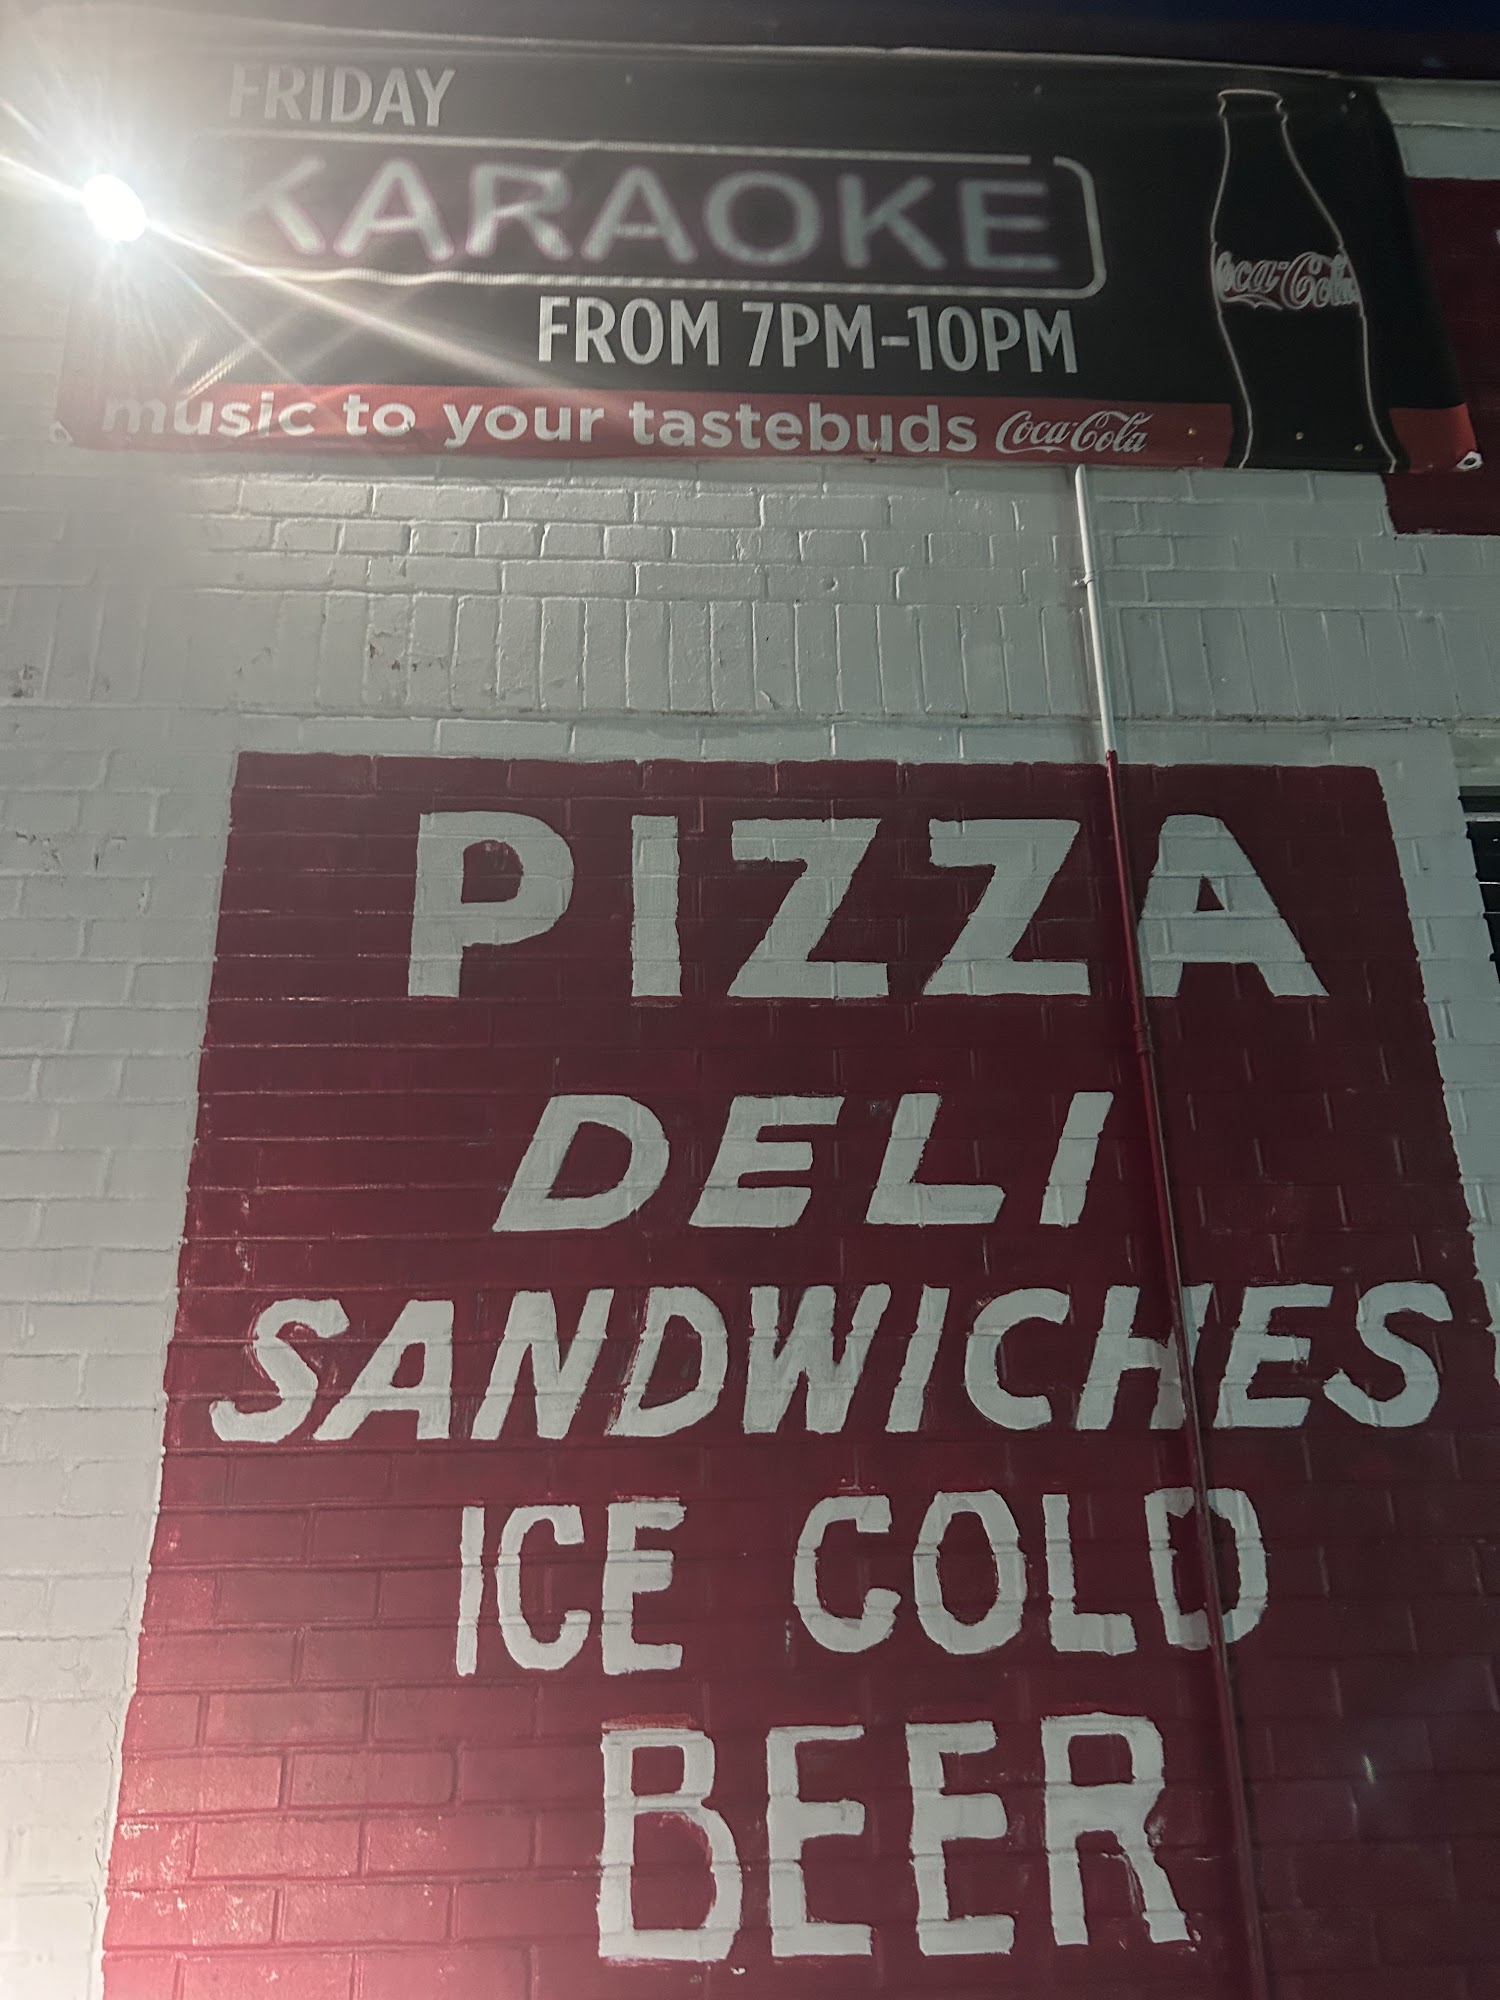 FRIDAY
KARAOKE
FROM 7PM-10PM
music to your tastebuds Coca-Cola
Coca-Cola
PIZZA
DELI
SANDWICHES
ICE COLD
BEER